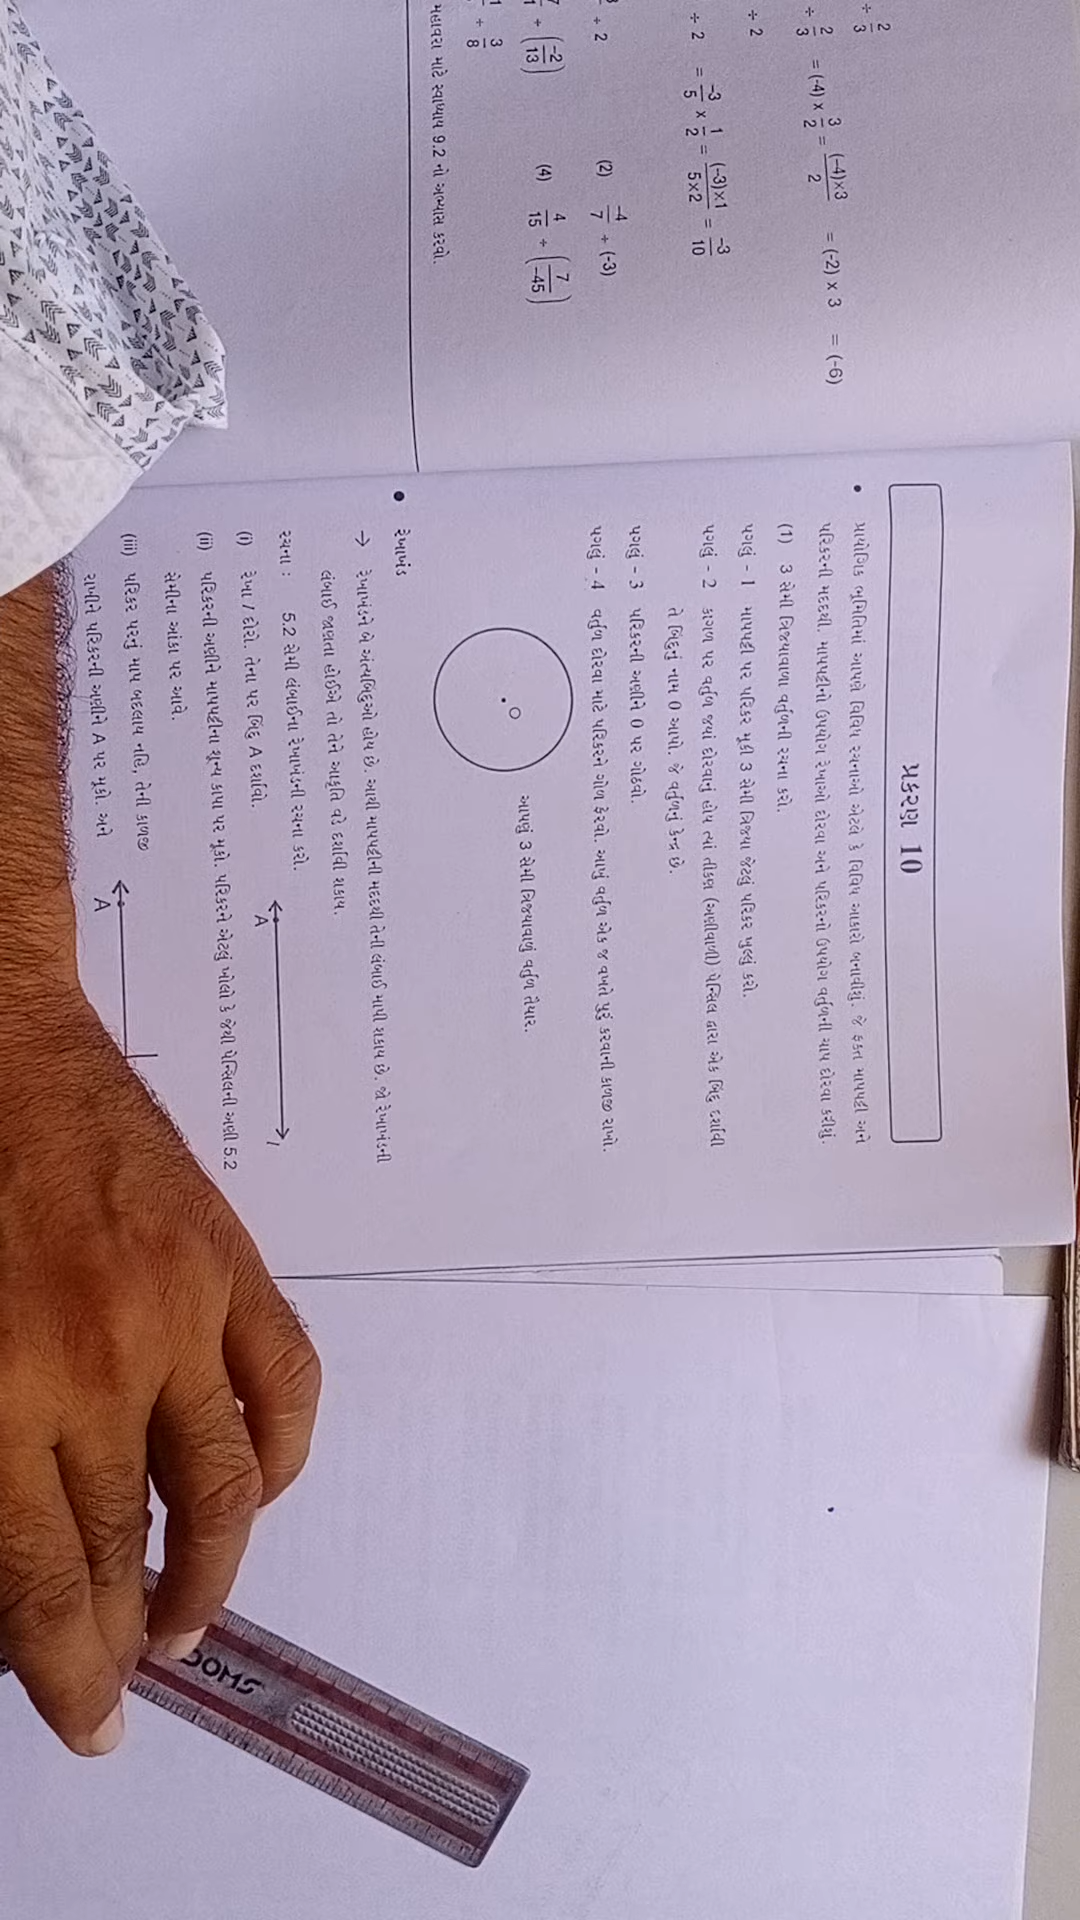 ÷ 2/3
÷ 2/3 = (-4) x 3/2 = (-4)×3/2 = (-2) x 3 = (-6)
÷ 2
÷ 2 = -3/5 x 1/2 = (-3)×1/5×2 = -3/10
÷ 2 (2) -4/7 ÷ (-3)
÷ (-2/13) (4) 4/15 ÷ (7/-45)
÷ 3/8
મહાવરા માટે સ્વાધ્યાય 9.2 નો અભ્યાસ કરવો.
પ્રકરણ 10
• પ્રાયોગિક ભૂમિતિમાં આપણે વિવિધ રચનાઓ એટલે કે વિવિધ આકારો બનાવીશું. જે ફક્ત માપપટ્ટી અને
પરિકરની મદદથી. માપપટ્ટીનો ઉપયોગ રેખાઓ દોરવા અને પરિકરનો ઉપયોગ વર્તુળની ચાપ દોરવા કરીશું.
(1) 3 સેમી ત્રિજ્યાવાળા વર્તુળની રચના કરો.
પગલું - 1 માપપટ્ટી પર પરિકર મૂકી 3 સેમી ત્રિજ્યા જેટલું પરિકર ખુલ્લું કરો.
પગલું - 2 કાગળ પર વર્તુળ જ્યાં દોરવાનું હોય ત્યાં તીક્ષ્ણ (અણીવાળી) પેન્સિલ દ્વારા એક બિંદુ દર્શાવી
તે બિંદુનું નામ 0 આપો. જે વર્તુળનું કેન્દ્ર છે.
પગલું - 3 પરિકરની અણીને 0 પર ગોઠવો.
પગલું - 4 વર્તુળ દોરવા માટે પરિકરને ગોળ ફેરવો. આખું વર્તુળ એક જ વખતે પુરું કરવાની કાળજી રાખો.
O
આપણું 3 સેમી ત્રિજ્યાવાળું વર્તુળ તૈયાર.
• રેખાખંડ
→ રેખાખંડને બે અંત્યબિંદુઓ હોય છે. આથી માપપટ્ટીની મદદથી તેની લંબાઈ માપી શકાય છે. જો રેખાખંડની
લંબાઈ જાણતા હોઈએ તો તેને આકૃતિ વડે દર્શાવી શકાય.
રચના : 5.2 સેમી લંબાઈના રેખાખંડની રચના કરો.
(i) રેખા l દોરો. તેના પર બિંદુ A દર્શાવો.
A l
(ii) પરિકરની અણીને માપપટ્ટીના શૂન્ય કાપા પર મૂકો. પરિકરને એટલું ખોલો કે જેથી પેન્સિલની અણી 5.2
સેમીના આંકા પર આવે.
(iii) પરિકર પરનું માપ બદલાય નહિ, તેની કાળજી
રાખીને પરિકરની અણીને A પર મૂકો. અને
A
DOMS